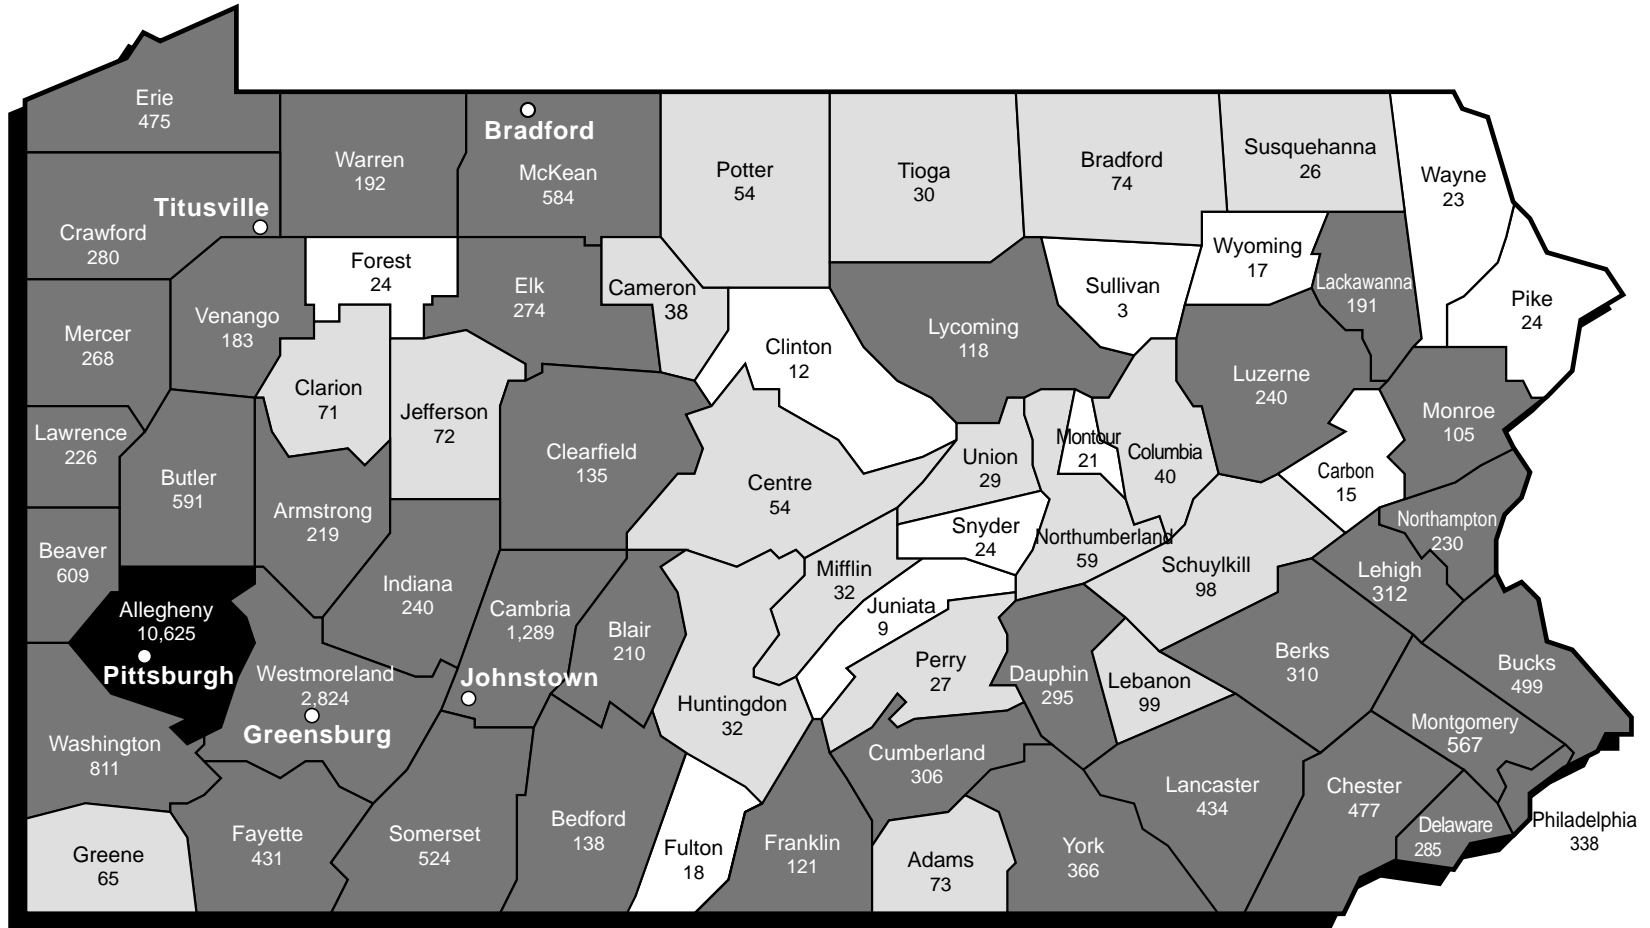 Erie
475
Warren
192
Bradford
McKean
584
Potter
54
Tioga
30
Bradford
74
Susquehanna
26
Wayne
23
Titusville
Crawford
280
Forest
24
Elk
274
Cameron
38
Sullivan
3
Wyoming
17
Lackawanna
191
Pike
24
Mercer
268
Venango
183
Clarion
71
Jefferson
72
Clinton
12
Lycoming
118
Luzerne
240
Monroe
105
Lawrence
226
Butler
591
Armstrong
219
Clearfield
135
Centre
54
Union
29
Montour
21
Columbia
40
Carbon
15
Beaver
609
Snyder
24
Northumberland
59
Schuylkill
98
Northampton
230
Lehigh
312
Allegheny
10,625
Pittsburgh
Indiana
240
Cambria
1,289
Blair
210
Mifflin
32
Juniata
9
Westmoreland
2,824
Greensburg
Johnstown
Huntingdon
32
Perry
27
Dauphin
295
Lebanon
99
Berks
310
Bucks
499
Washington
811
Cumberland
306
Lancaster
434
Montgomery
567
Chester
477
Greene
65
Fayette
431
Somerset
524
Bedford
138
Fulton
18
Franklin
121
Adams
73
York
366
Delaware
285
Philadelphia
338